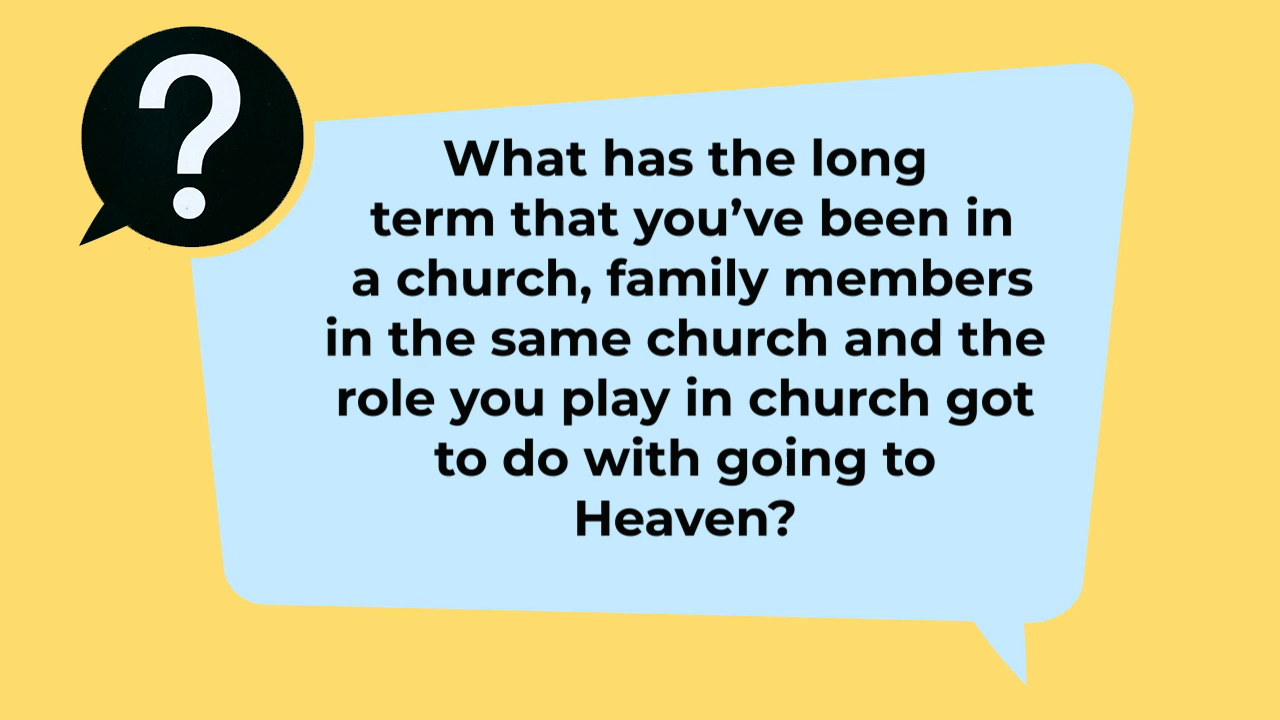 ?
What has the long
term that you’ve been in
a church, family members
in the same church and the
role you play in church got
to do with going to
Heaven?